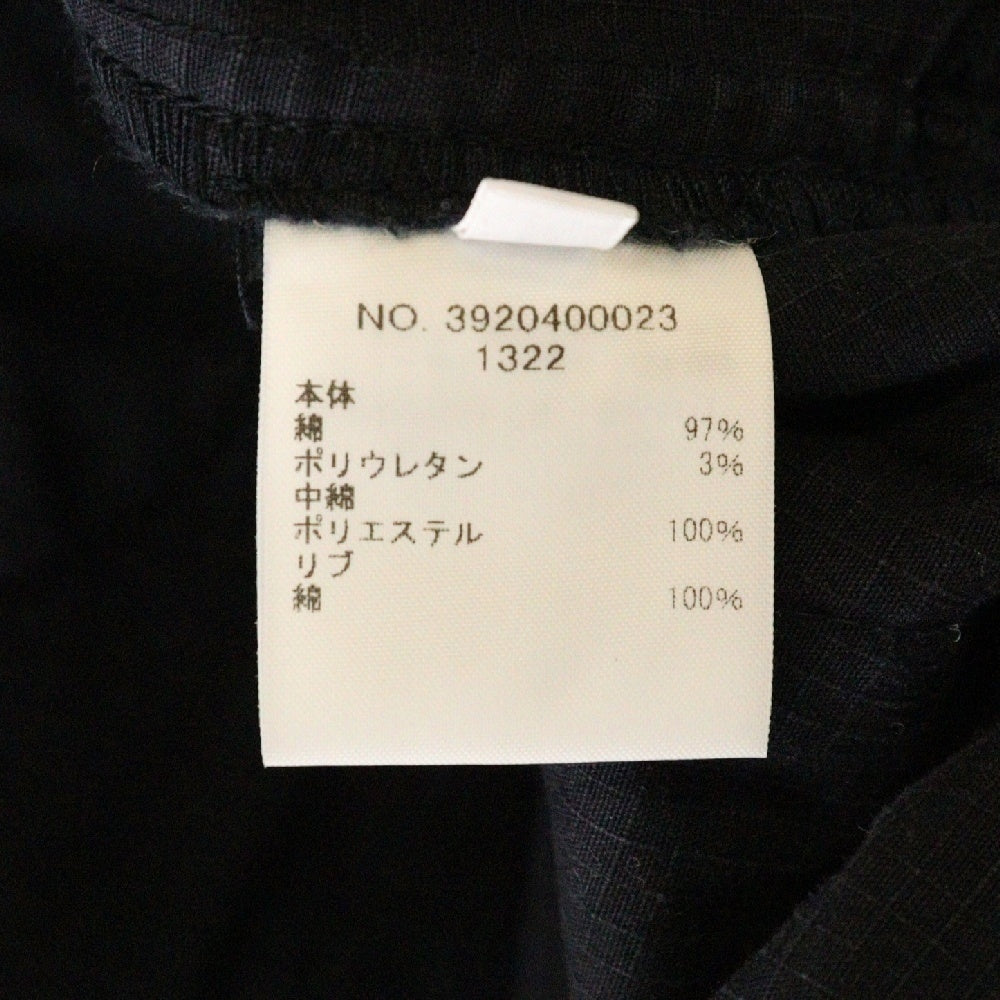 NO. 3920400023
1322
本体
綿 97%
ポリウレタン 3%
中綿
ポリエステル 100%
リブ
綿 100%